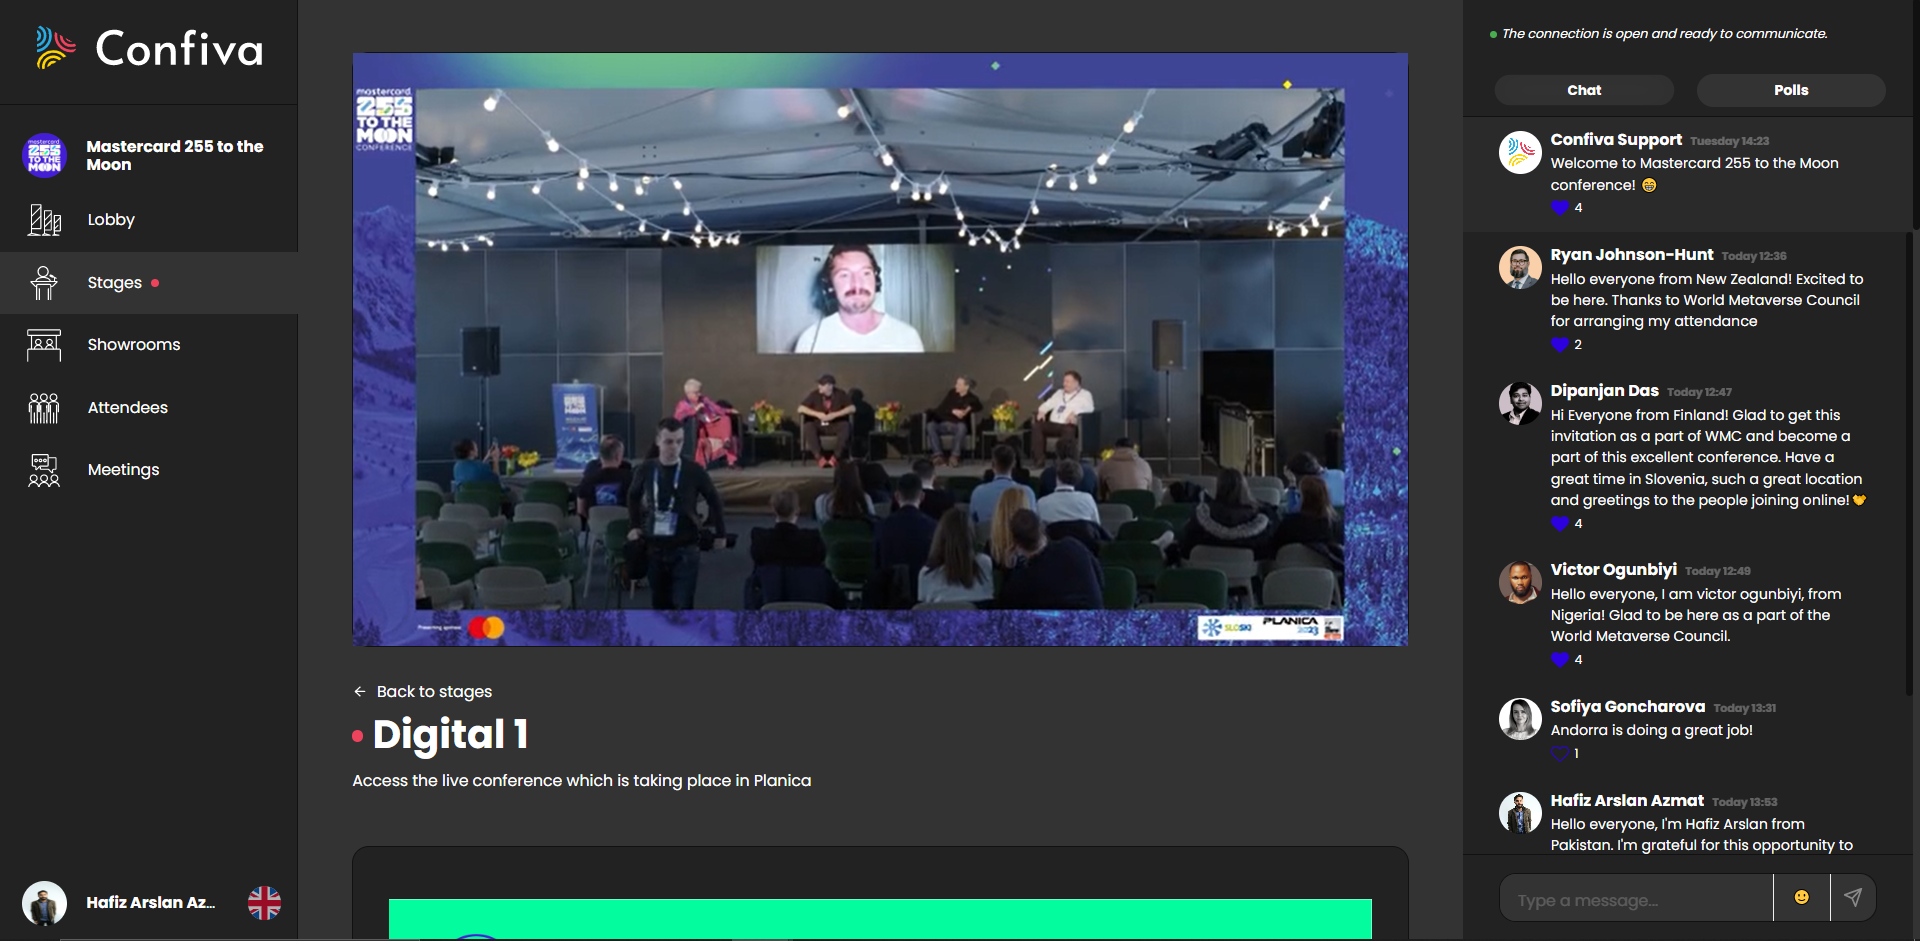 Confiva
Mastercard 255 to the
Moon
Lobby
Stages
Showrooms
Attendees
Meetings
Hafiz Arslan Az...
mastercard
255
TO THE
MOON
CONFERENCE
Presenting sponsor
SLOSKI
PLANICA
2023
Back to stages
Digital 1
Access the live conference which is taking place in Planica
The connection is open and ready to communicate.
Chat
Polls
Confiva Support Tuesday 14:23
Welcome to Mastercard 255 to the Moon
conference! 😁
4
Ryan Johnson-Hunt Today 12:36
Hello everyone from New Zealand! Excited to
be here. Thanks to World Metaverse Council
for arranging my attendance
2
Dipanjan Das Today 12:47
Hi Everyone from Finland! Glad to get this
invitation as a part of WMC and become a
part of this excellent conference. Have a
great time in Slovenia, such a great location
and greetings to the people joining online!
4
Victor Ogunbiyi Today 12:49
Hello everyone, I am victor ogunbiyi, from
Nigeria! Glad to be here as a part of the
World Metaverse Council.
4
Sofiya Goncharova Today 13:31
Andorra is doing a great job!
1
Hafiz Arslan Azmat Today 13:53
Hello everyone, I'm Hafiz Arslan from
Pakistan. I'm grateful for this opportunity to
Type a message...